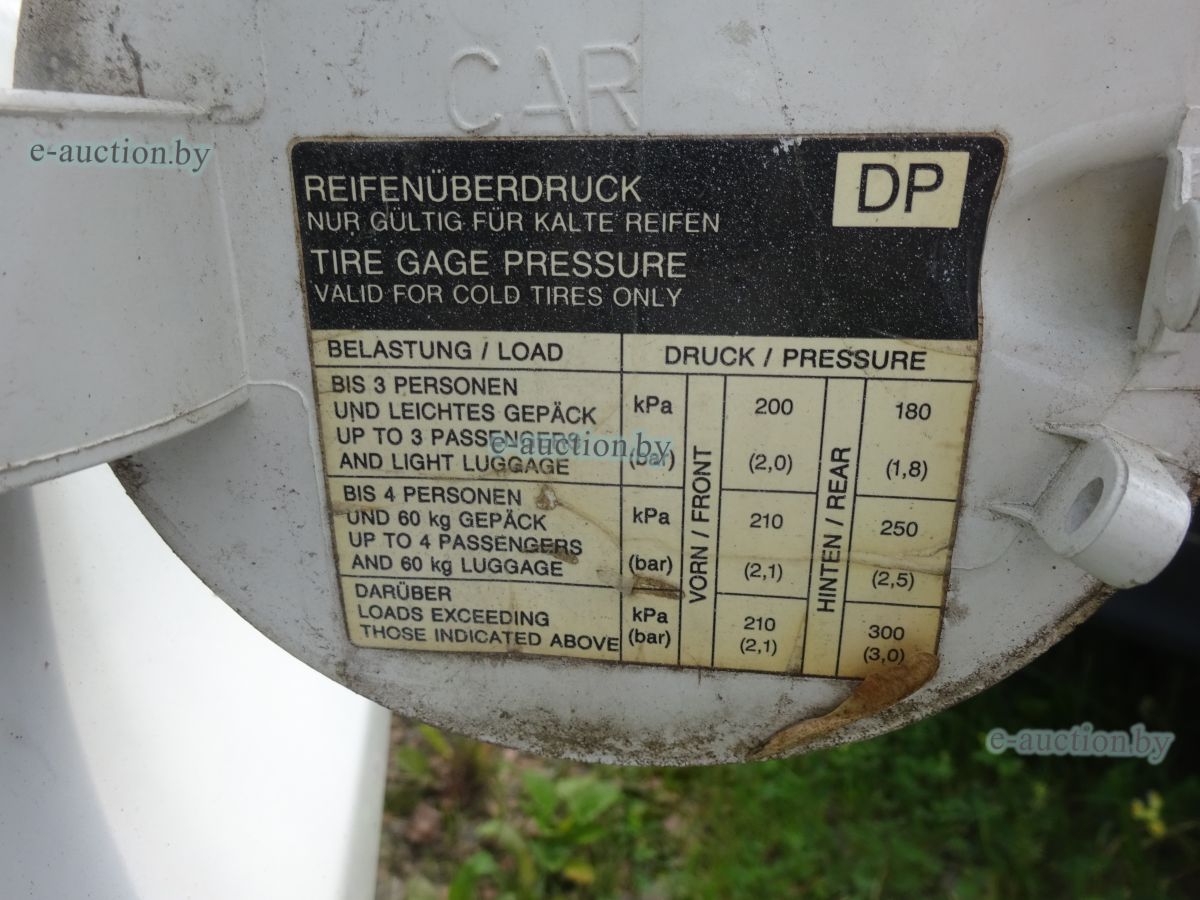 CAR
e-auction.by
REIFENÜBERDRUCK
DP
NUR GÜLTIG FÜR KALTE REIFEN
TIRE GAGE PRESSURE
VALID FOR COLD TIRES ONLY
BELASTUNG / LOAD DRUCK / PRESSURE
BIS 3 PERSONEN
UND LEICHTES GEPÄCK
UP TO 3 PASSENGERS
AND LIGHT LUGGAGE
kPa
(bar)
VORN / FRONT
200
(2,0)
HINTEN / REAR
180
(1,8)
e-auction.by
BIS 4 PERSONEN
UND 60 kg GEPÄCK
UP TO 4 PASSENGERS
AND 60 kg LUGGAGE
kPa
(bar)
210
(2,1)
250
(2,5)
DARÜBER
LOADS EXCEEDING
THOSE INDICATED ABOVE
kPa
(bar)
210
(2,1)
300
(3,0)
e-auction.by